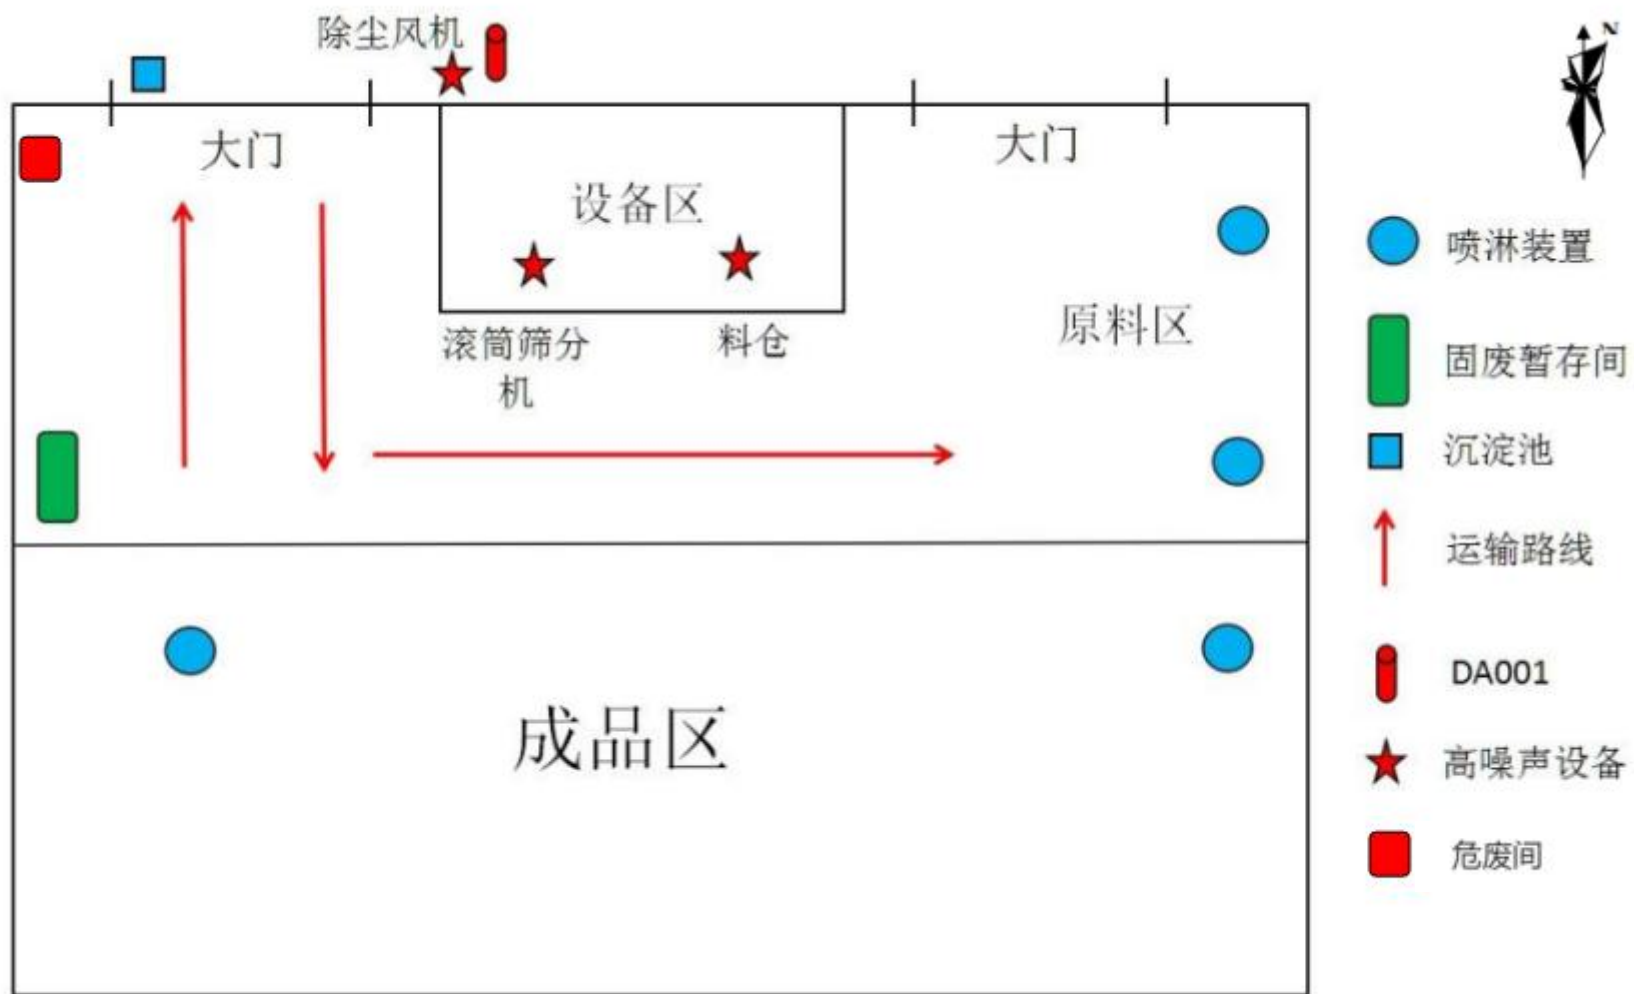 除尘风机
N
大门
大门
设备区
喷淋装置
滚筒筛分
机
料仓
原料区
固废暂存间
沉淀池
运输路线
成品区
DA001
高噪声设备
危废间